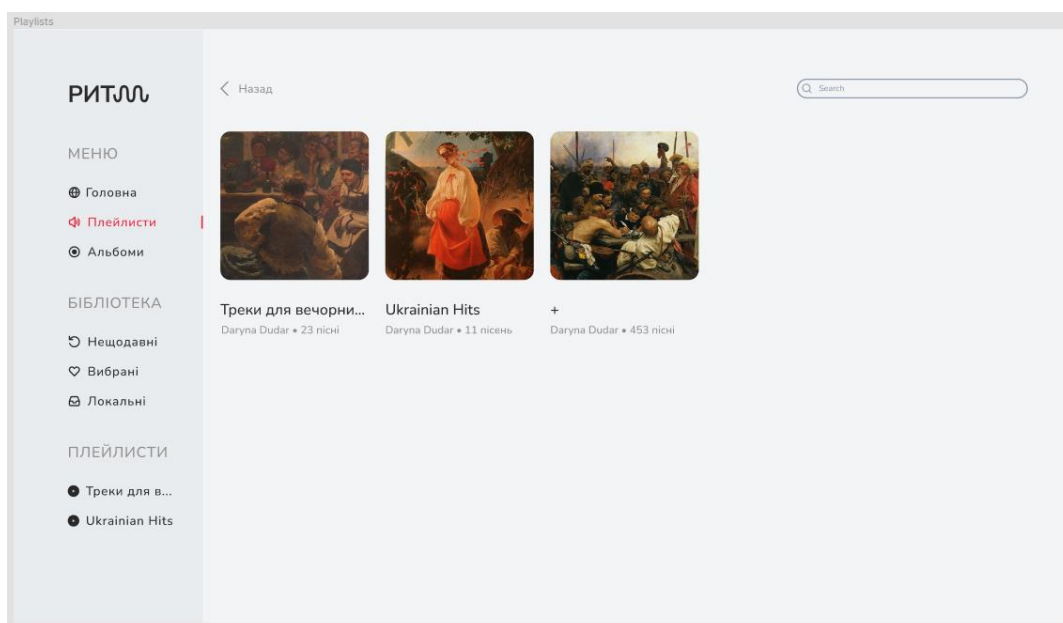 Playlists
РИТМ
Назад
Search
МЕНЮ
Головна
Плейлисти
Альбоми
БІБЛІОТЕКА
Нещодавні
Вибрані
Локальні
ПЛЕЙЛИСТИ
Треки для в...
Ukrainian Hits
Треки для вечорни...
Daryna Dudar • 23 пісні
Ukrainian Hits
Daryna Dudar • 11 пісень
+
Daryna Dudar • 453 пісні